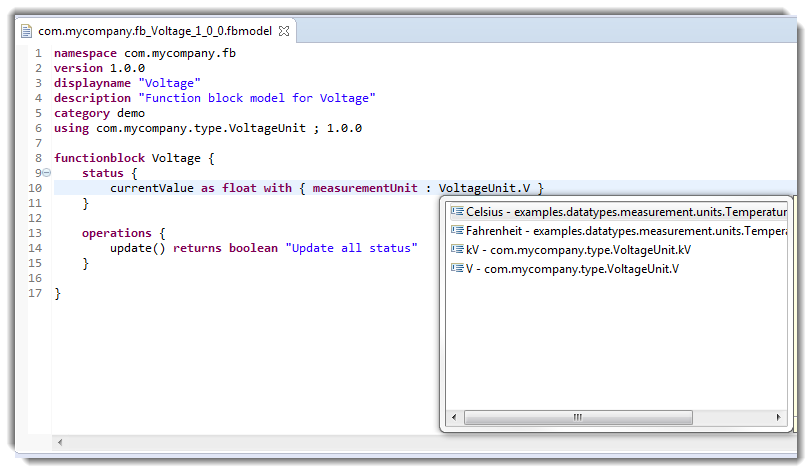 com.mycompany.fb_Voltage_1_0_0.fbmodel
1 namespace com.mycompany.fb
2 version 1.0.0
3 displayname "Voltage"
4 description "Function block model for Voltage"
5 category demo
6 using com.mycompany.type.VoltageUnit ; 1.0.0
7
8 functionblock Voltage {
9 status {
10 currentValue as float with { measurementUnit : VoltageUnit.V }
11 }
12
13 operations {
14 update() returns boolean "Update all status"
15 }
16
17 }
Celsius - examples.datatypes.measurement.units.Temperatur
Fahrenheit - examples.datatypes.measurement.units.Tempera
kV - com.mycompany.type.VoltageUnit.kV
V - com.mycompany.type.VoltageUnit.V